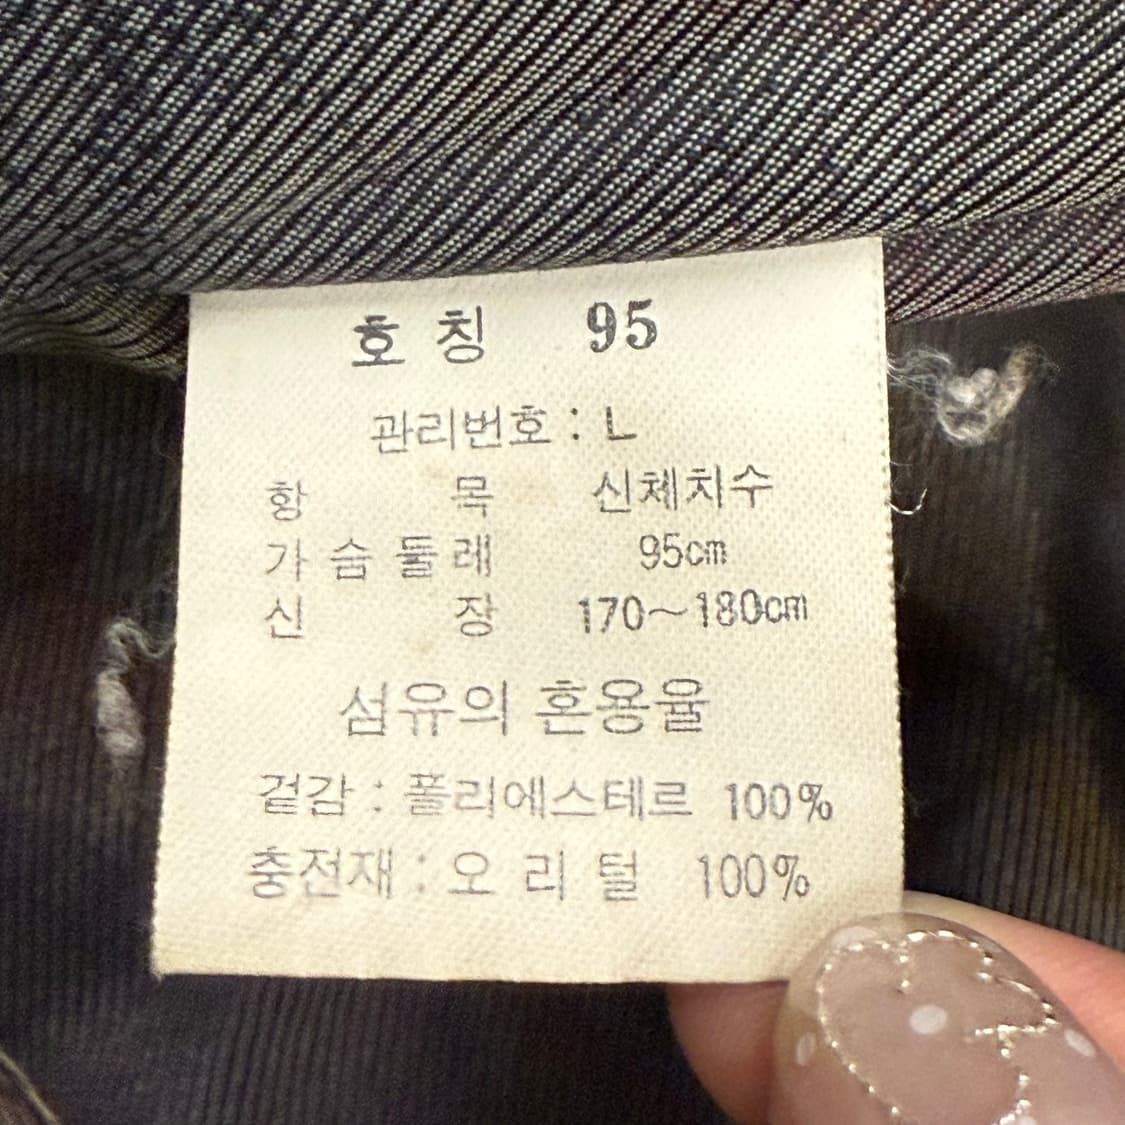 호 칭 95
관리번호 : L
항 목 신체치수
가 슴 둘 레 95cm
신 장 170~180cm
섬유의 혼용율
겉감 : 폴리에스테르 100%
충전재 : 오 리 털 100%